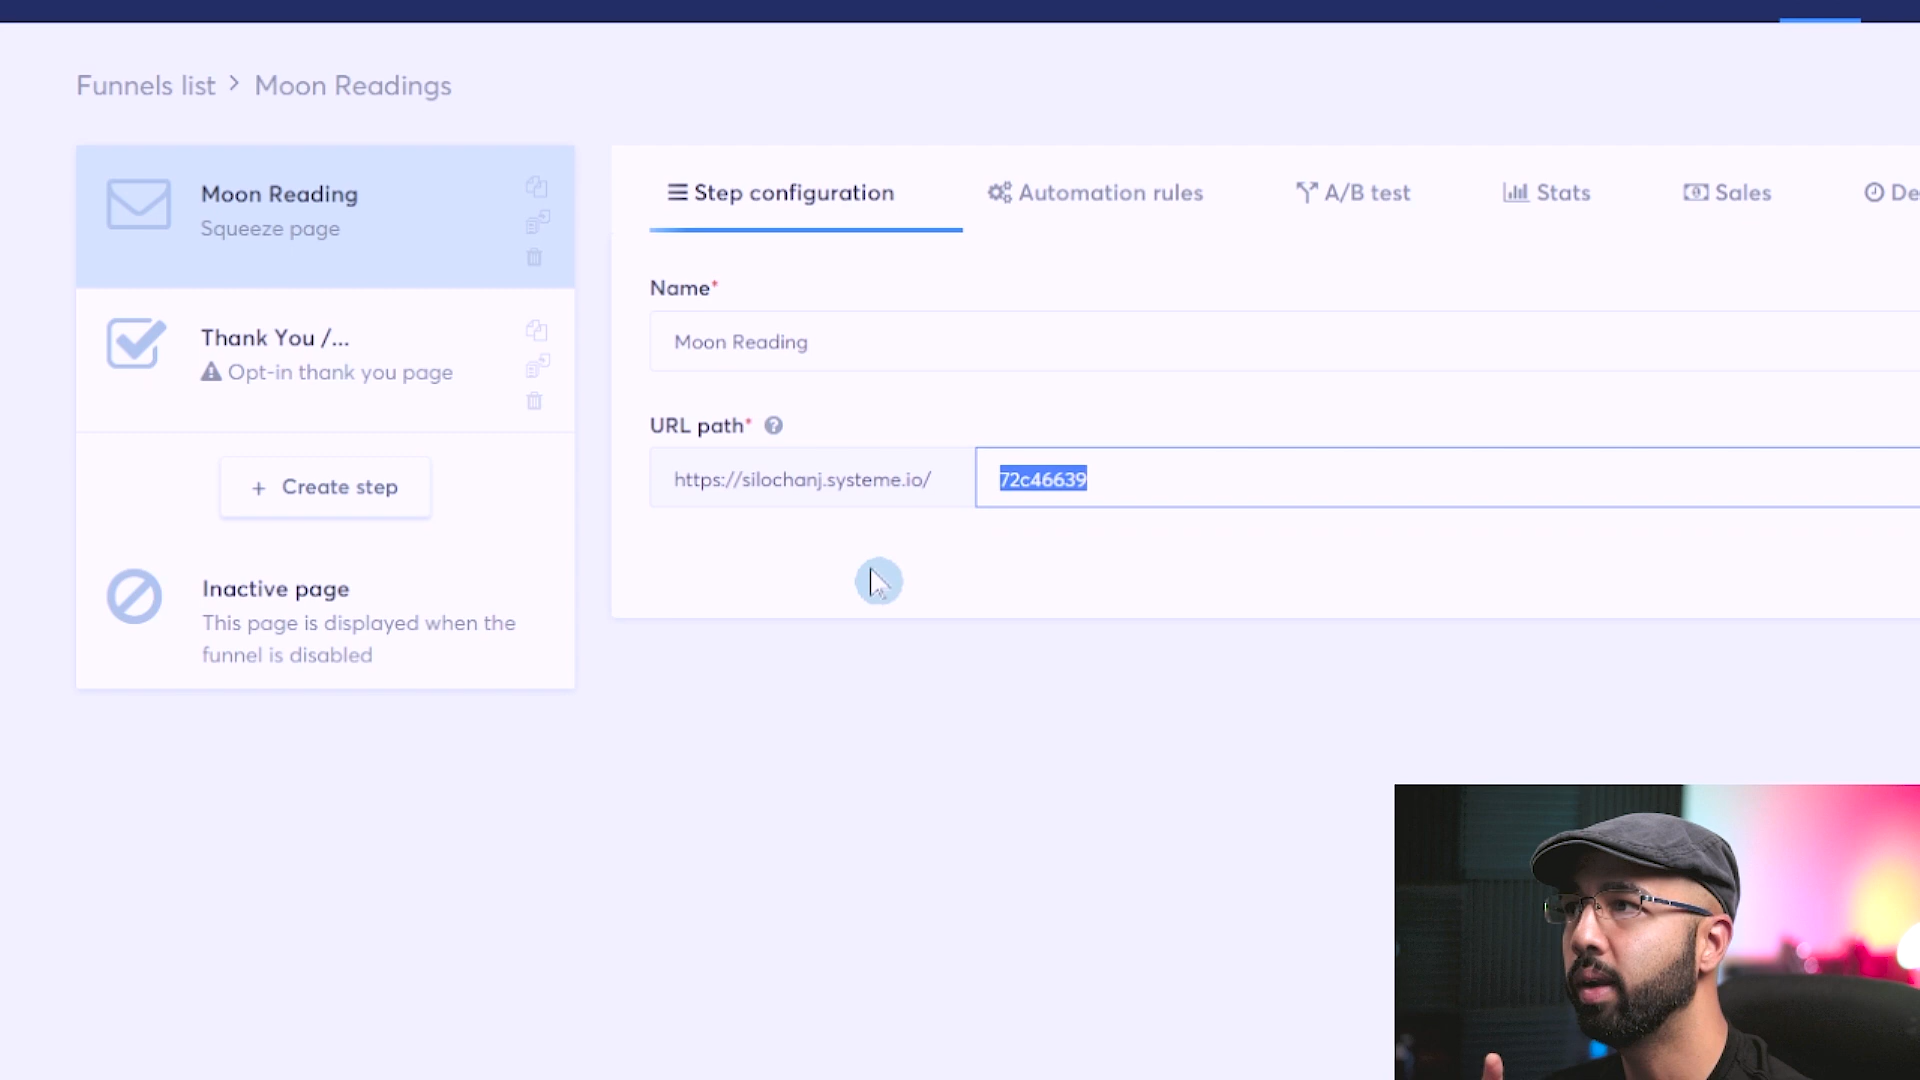 Funnels list > Moon Readings
Moon Reading
Squeeze page
Thank You /...
Opt-in thank you page
+ Create step
Inactive page
This page is displayed when the
funnel is disabled
Step configuration
Automation rules
A/B test
Stats
Sales
De
Name*
Moon Reading
URL path* ?
https://silochanj.systeme.io/
72c46639